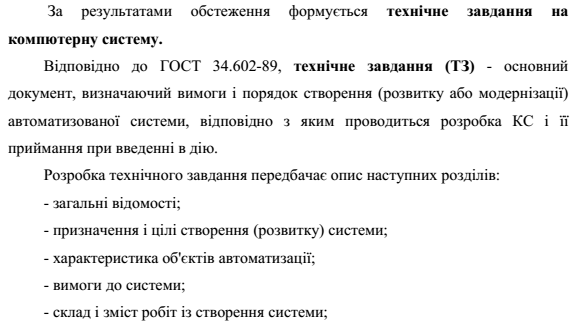 За результатами обстеження формується технічне завдання на
компютерну систему.
Відповідно до ГОСТ 34.602-89, технічне завдання (ТЗ) - основний
документ, визначаючий вимоги і порядок створення (розвитку або модернізації)
автоматизованої системи, відповідно з яким проводиться розробка КС і її
приймання при введенні в дію.
Розробка технічного завдання передбачає опис наступних розділів:
- загальні відомості;
- призначення і цілі створення (розвитку) системи;
- характеристика об'єктів автоматизації;
- вимоги до системи;
- склад і зміст робіт із створення системи;